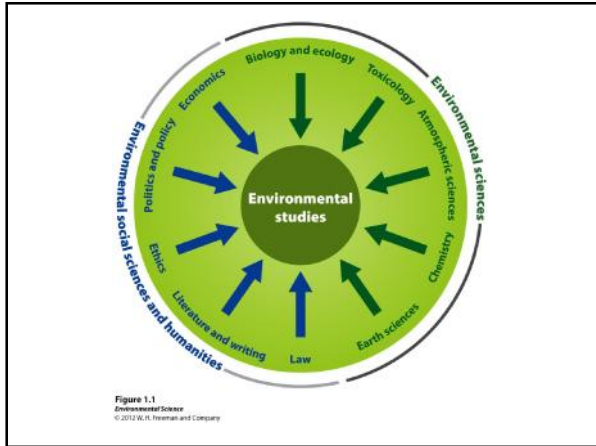 Biology and ecology
Toxicology
Atmospheric sciences
Chemistry
Earth sciences
Law
Literature and writing
Ethics
Politics and policy
Economics
Environmental sciences
Environmental social sciences and humanities
Environmental
studies
Figure 1.1
Environmental Science
© 2012 W. H. Freeman and Company